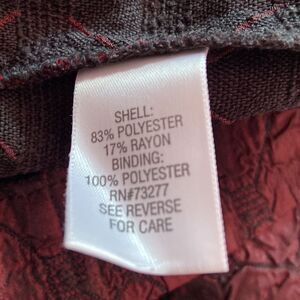 SHELL:
83% POLYESTER
17% RAYON
BINDING:
100% POLYESTER
RN#73277
SEE REVERSE
FOR CARE